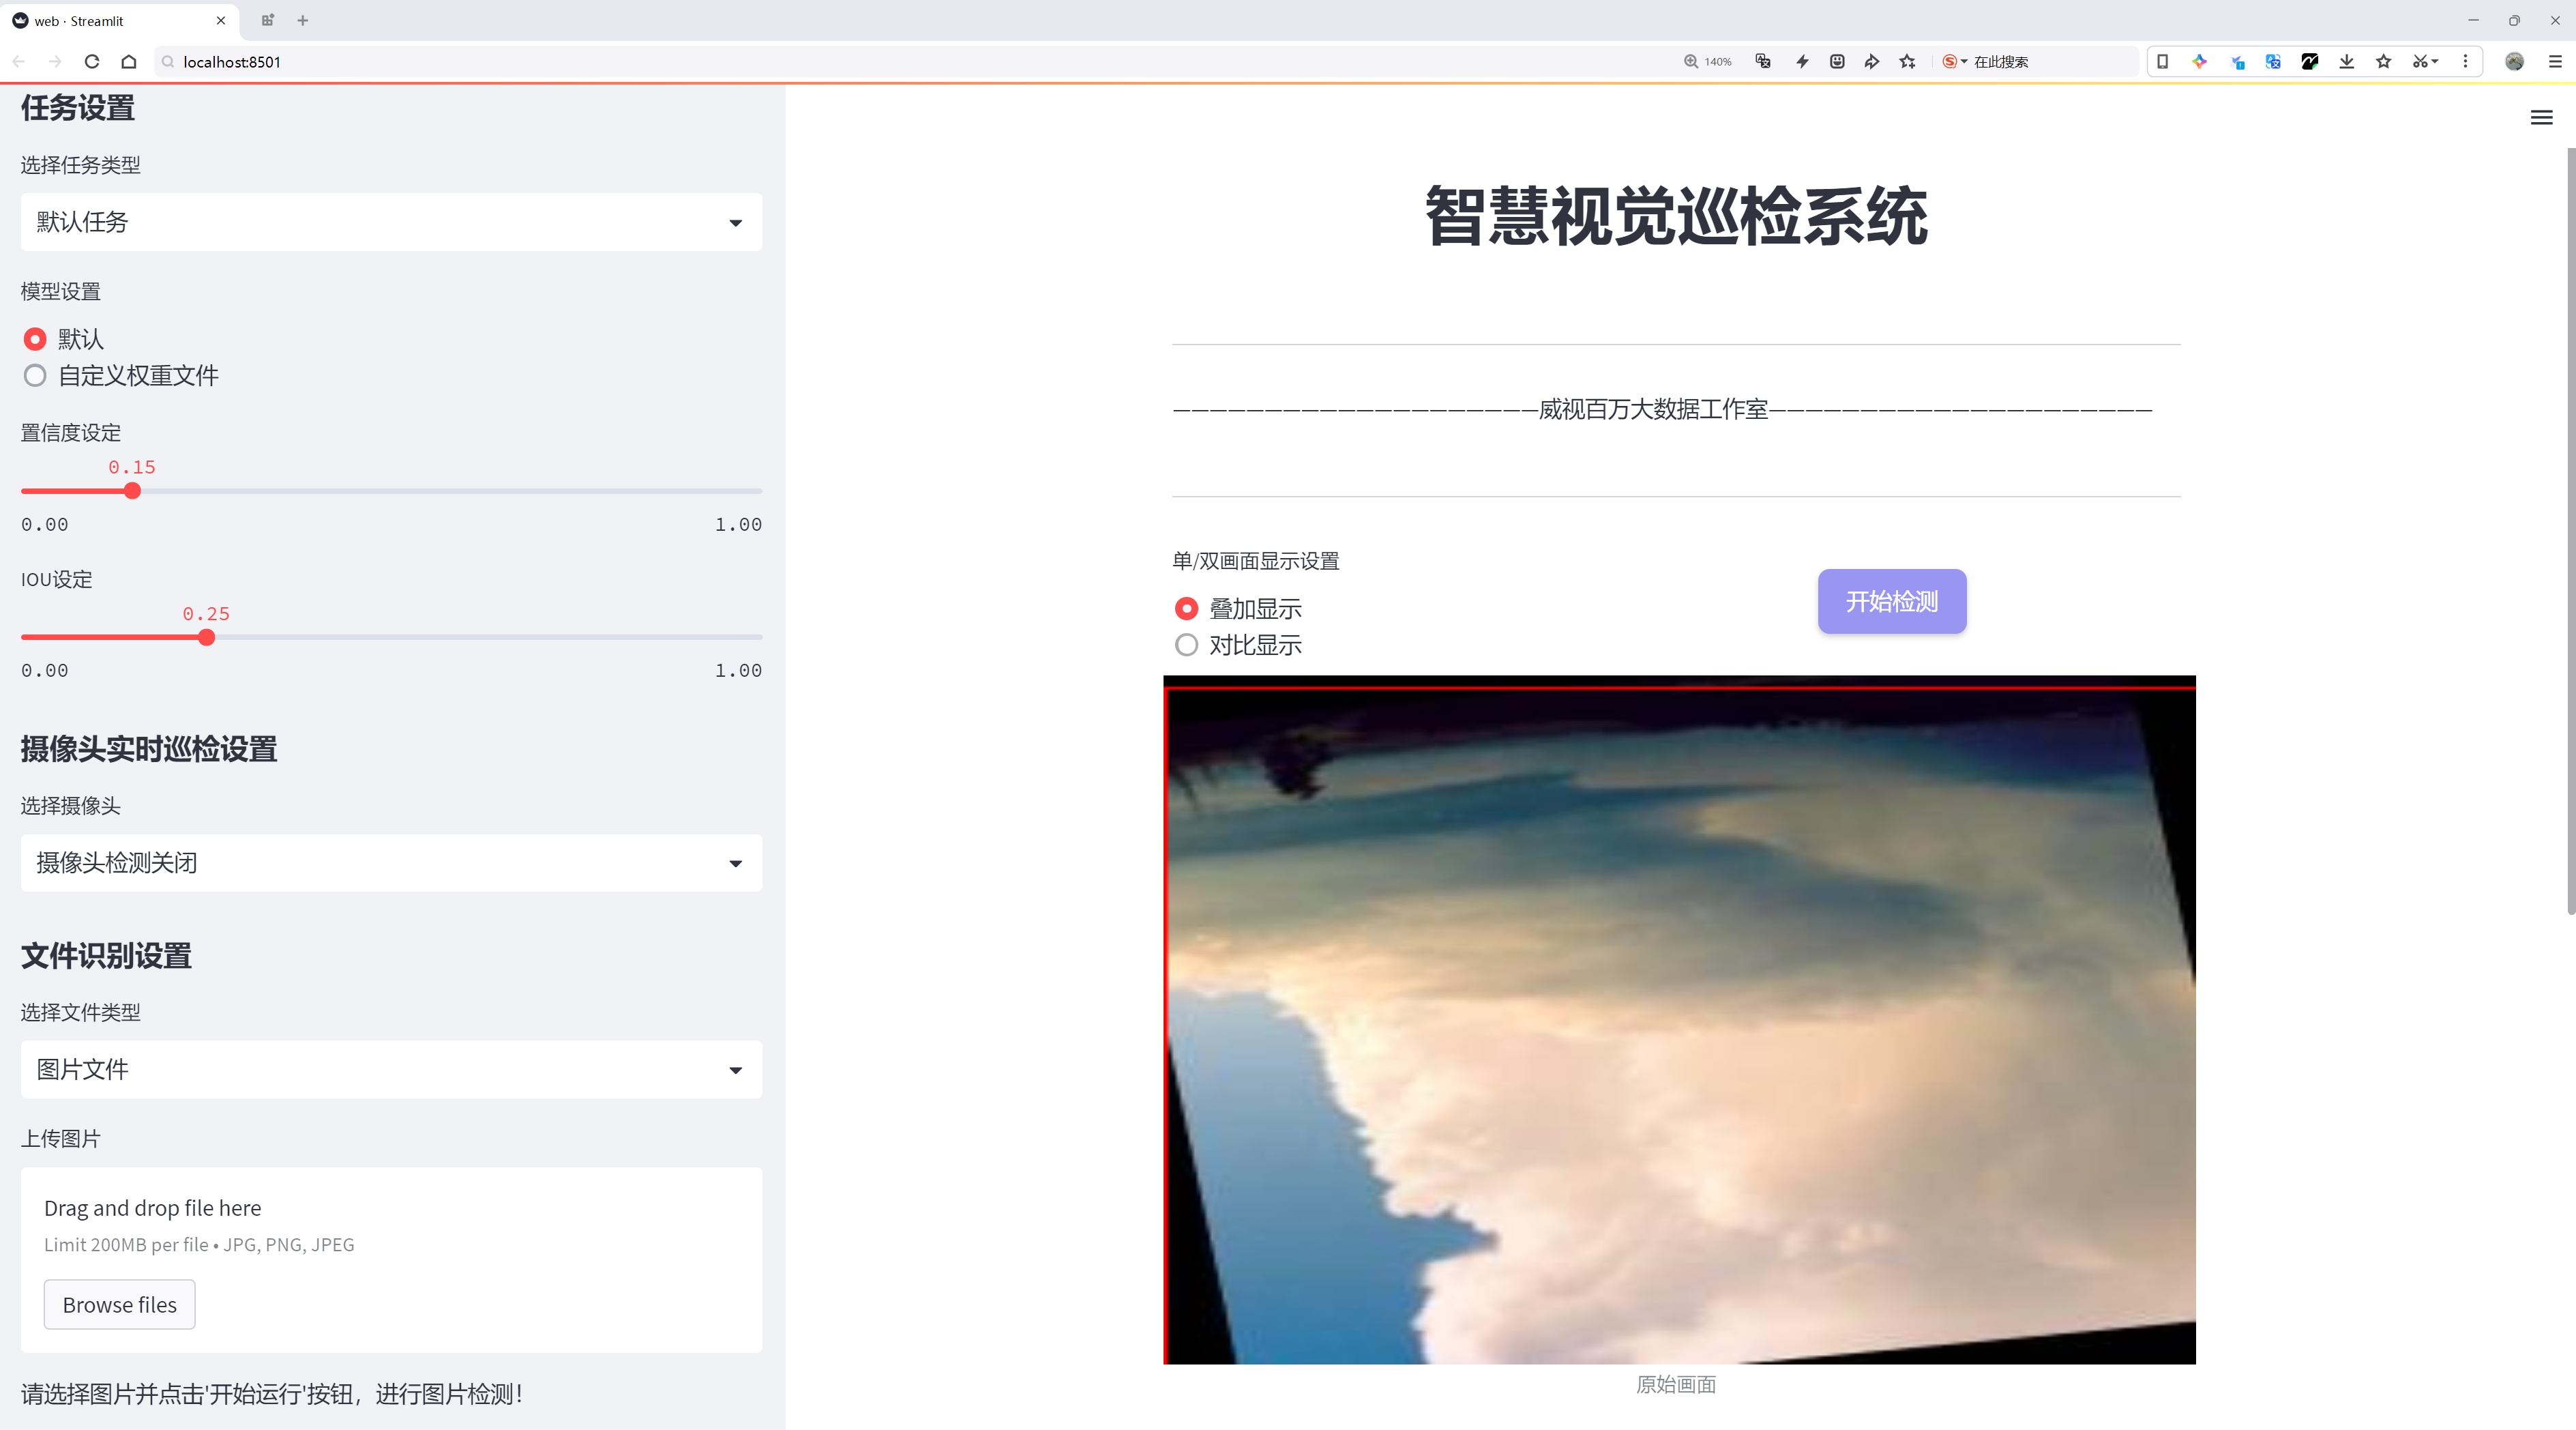 web · Streamlit
localhost:8501
140%
在此搜索
任务设置
选择任务类型
默认任务
模型设置
默认
自定义权重文件
置信度设定
0.15
0.00 1.00
IOU设定
0.25
0.00 1.00
摄像头实时巡检设置
选择摄像头
摄像头检测关闭
文件识别设置
选择文件类型
图片文件
上传图片
Drag and drop file here
Limit 200MB per file • JPG, PNG, JPEG
Browse files
请选择图片并点击'开始运行'按钮，进行图片检测！
智慧视觉巡检系统
————————————————————威视百万大数据工作室—————————————————————
单/双画面显示设置
叠加显示
对比显示
开始检测
原始画面